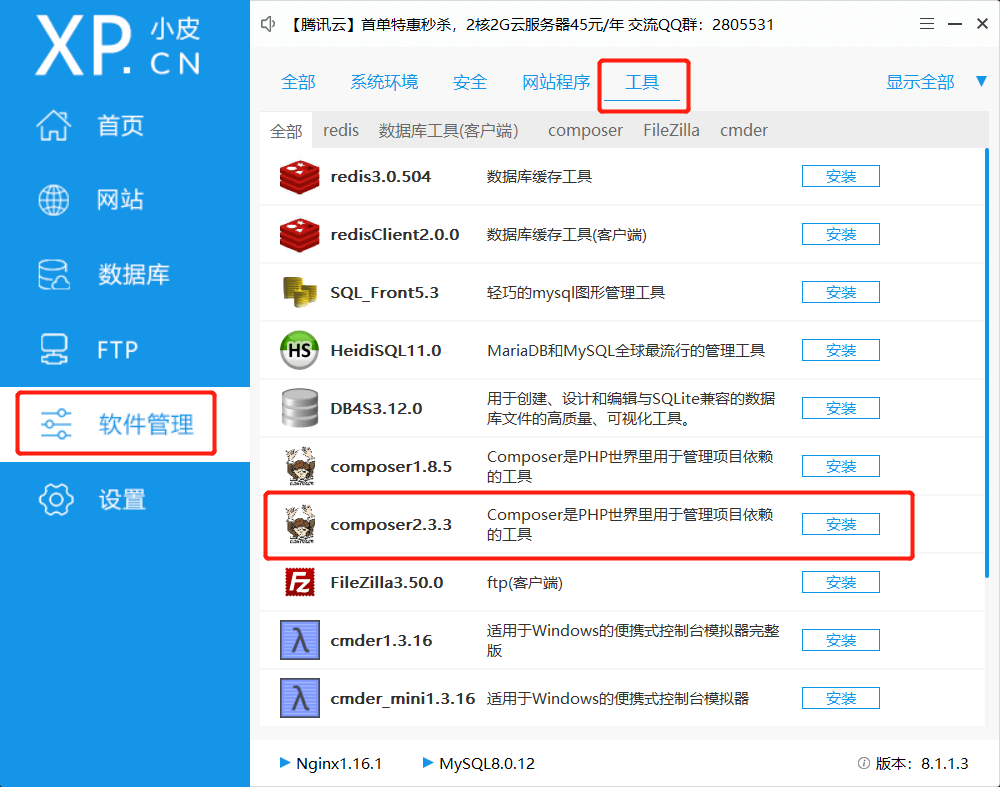 XP.CN 小皮
首页
网站
数据库
FTP
软件管理
设置
【腾讯云】首单特惠秒杀，2核2G云服务器45元/年 交流QQ群：2805531
全部 系统环境 安全 网站程序 工具 显示全部
全部 redis 数据库工具(客户端) composer FileZilla cmder
redis3.0.504 数据库缓存工具 安装
redisClient2.0.0 数据库缓存工具(客户端) 安装
SQL_Front5.3 轻巧的mysql图形管理工具 安装
HS HeidiSQL11.0 MariaDB和MySQL全球最流行的管理工具 安装
DB4S3.12.0 用于创建、设计和编辑与SQLite兼容的数据
库文件的高质量、可视化工具。 安装
composer1.8.5 Composer是PHP世界里用于管理项目依赖
的工具 安装
composer2.3.3 Composer是PHP世界里用于管理项目依赖
的工具 安装
Fz FileZilla3.50.0 ftp(客户端) 安装
λ cmder1.3.16 适用于Windows的便携式控制台模拟器完整
版 安装
λ cmder_mini1.3.16 适用于Windows的便携式控制台模拟器 安装
Nginx1.16.1 MySQL8.0.12 版本：8.1.1.3